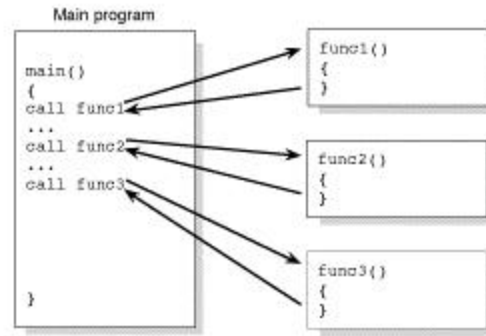 Main program
main()
{
call func1
...
call func2
...
call func3
}
func1()
{
}
func2()
{
}
func3()
{
}